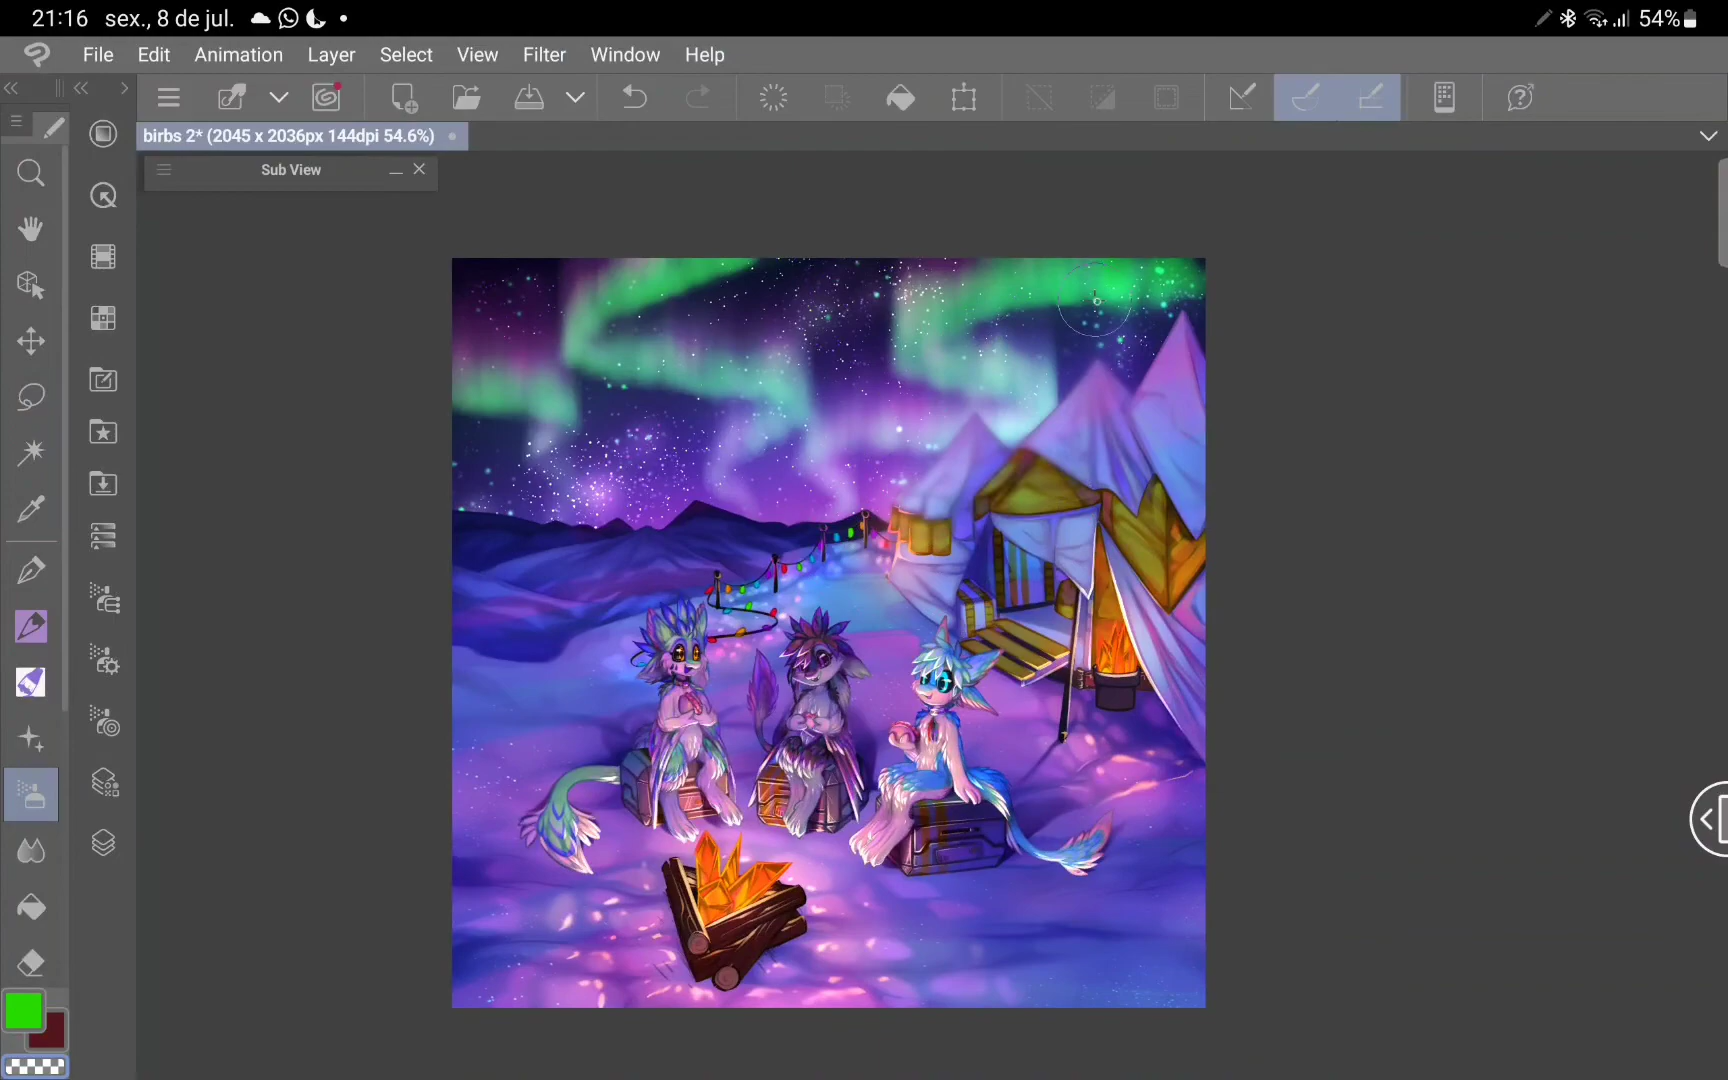 21:16 sex., 8 de jul. 54%
File Edit Animation Layer Select View Filter Window Help
birbs 2* (2045 x 2036px 144dpi 54.6%)
Sub View